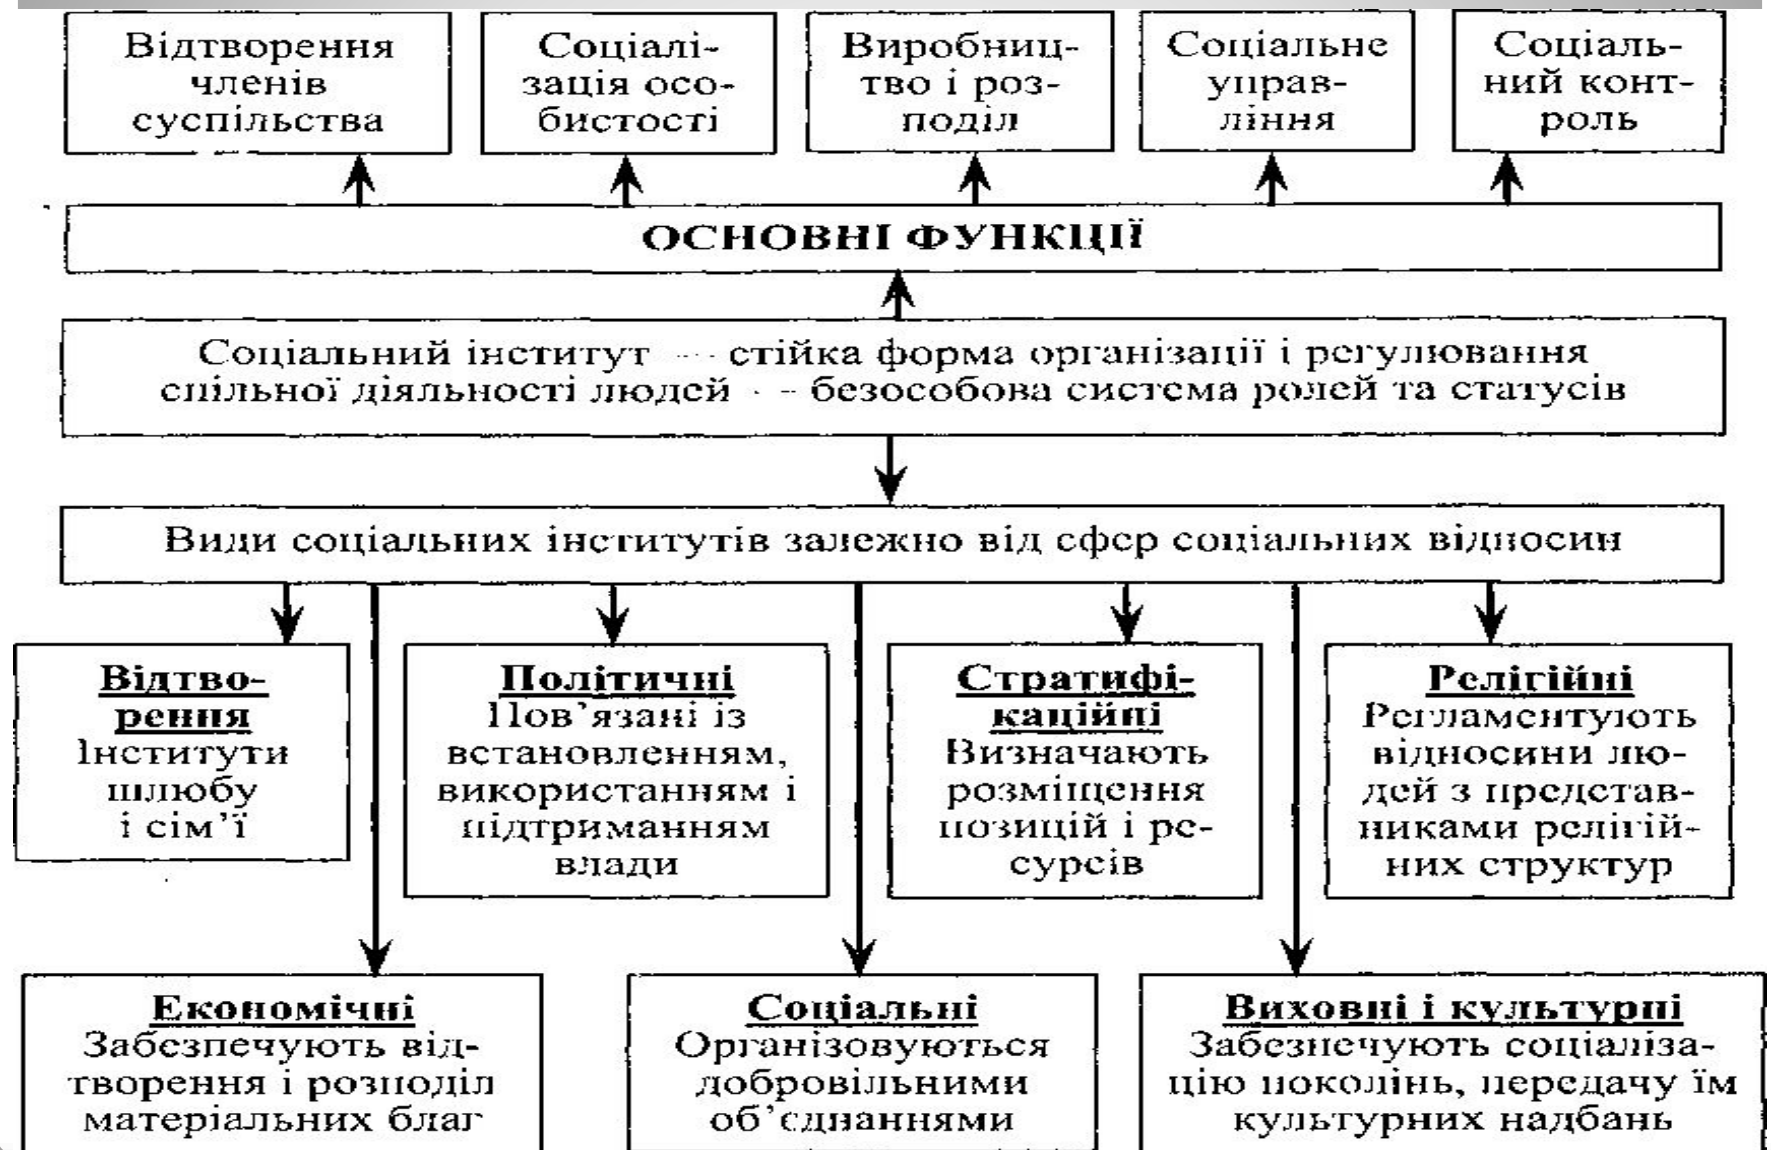 Відтворення
членів
суспільства
Соціалі-
зація осо-
бистості
Виробниц-
тво і роз-
поділ
Соціальне
управ-
ління
Соціаль-
ний конт-
роль
ОСНОВНІ ФУНКЦІЇ
Соціальний інститут — стійка форма організації і регулювання
спільної діяльності людей — безособова система ролей та статусів
Види соціальних інститутів залежно від сфер соціальних відносин
Відтво-
рення
Інститути
шлюбу
і сім’ї
Політичні
Пов’язані із
встановленням,
використанням і
підтриманням
влади
Стратифі-
каційні
Визначають
розміщення
позицій і ре-
сурсів
Релігійні
Регламентують
відносини лю-
дей з представ-
никами релігій-
них структур
Економічні
Забезпечують від-
творення і розподіл
матеріальних благ
Соціальні
Організовуються
добровільними
об’єднаннями
Виховні і культурні
Забезпечують соціаліза-
цію поколінь, передачу їм
культурних надбань